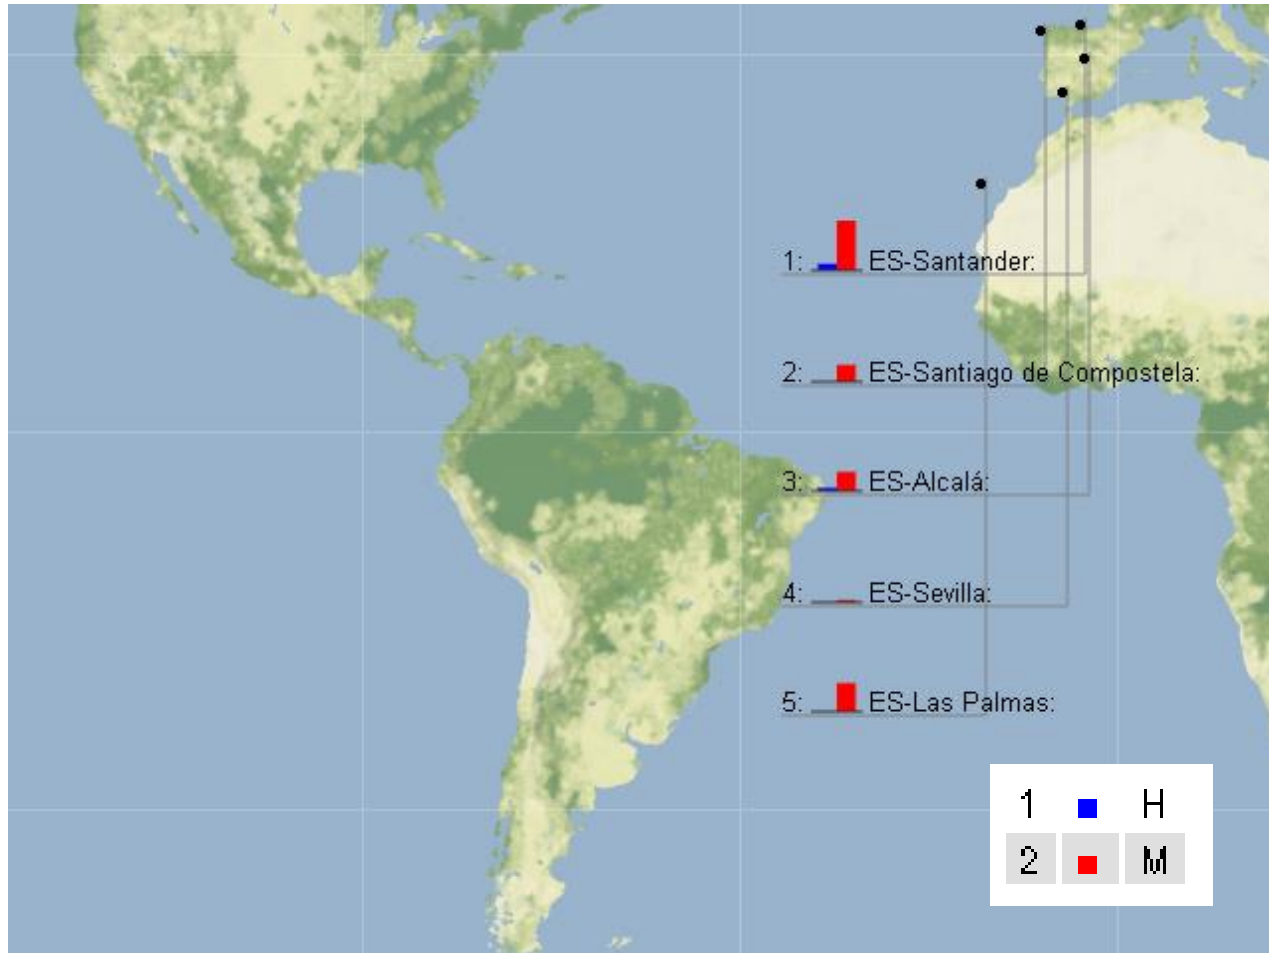 1: ES-Santander:
2: ES-Santiago de Compostela:
3: ES-Alcalá:
4: ES-Sevilla:
5: ES-Las Palmas:
1 H
2 M